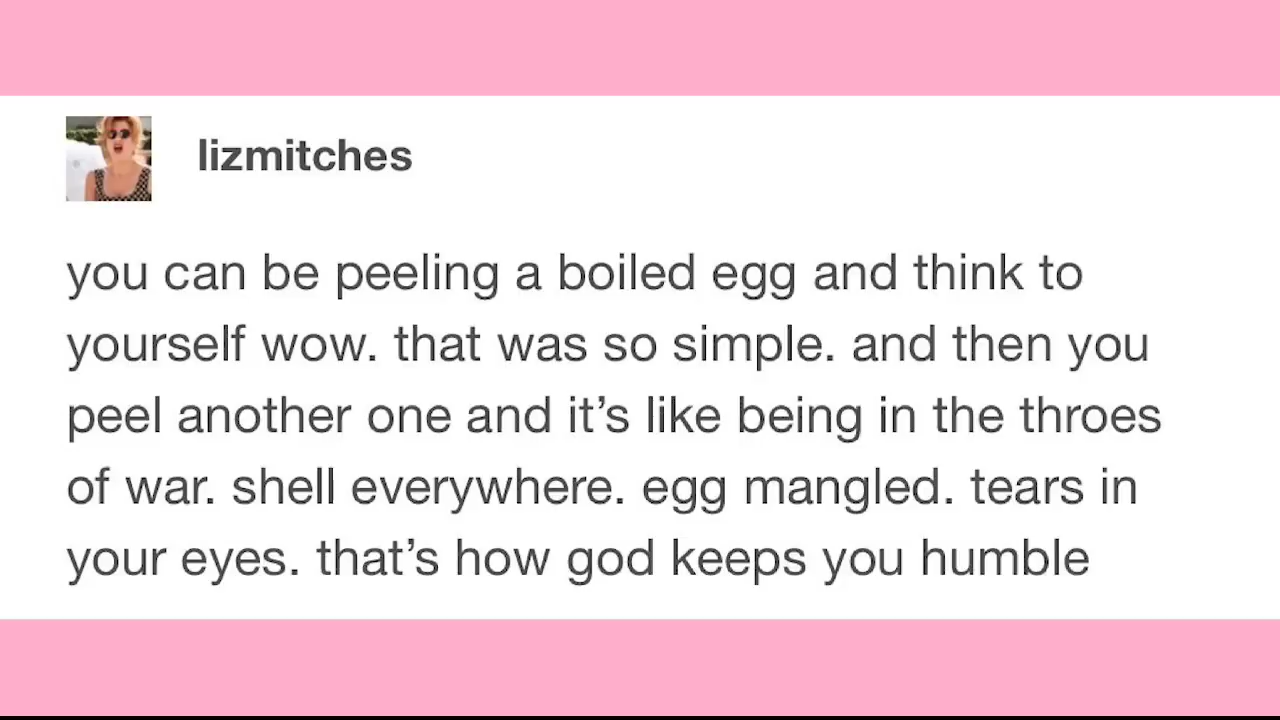 lizmitches
you can be peeling a boiled egg and think to
yourself wow. that was so simple. and then you
peel another one and it’s like being in the throes
of war. shell everywhere. egg mangled. tears in
your eyes. that’s how god keeps you humble